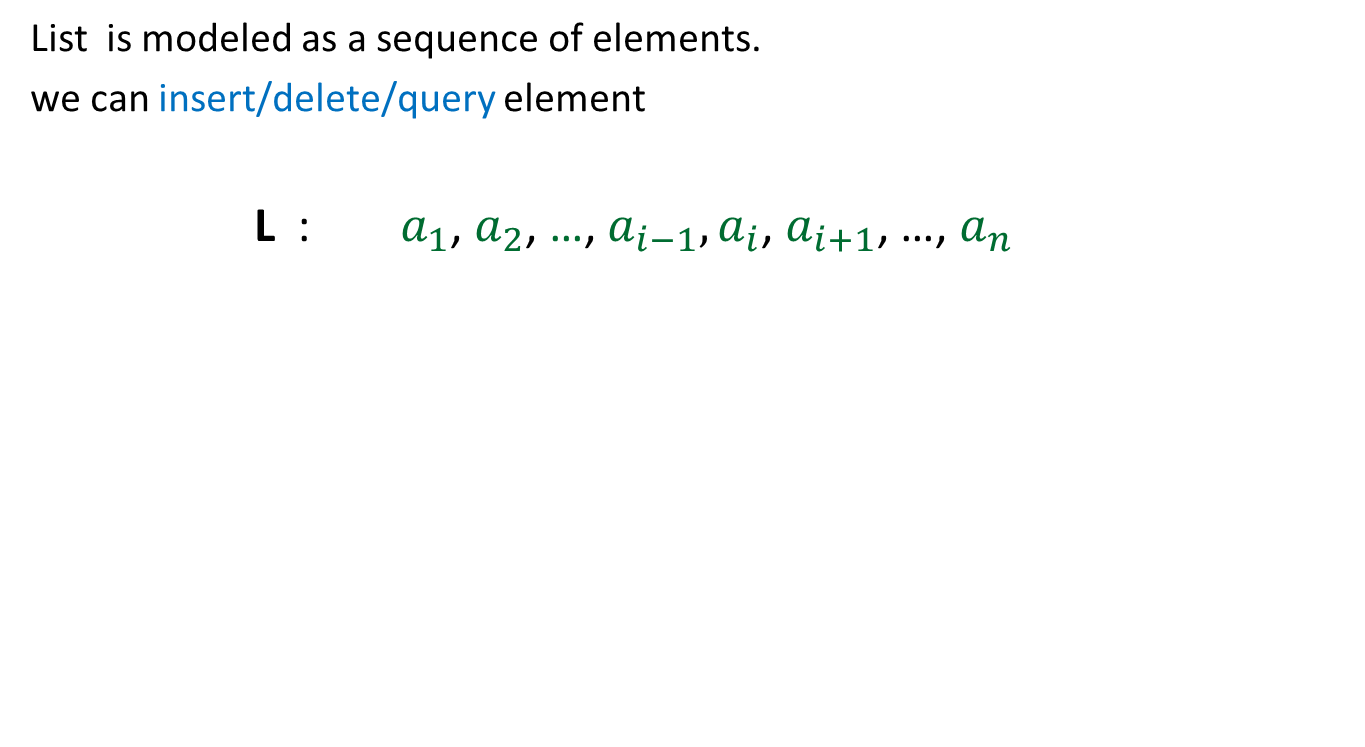 List is modeled as a sequence of elements.
we can insert/delete/query element
L : a₁, a₂, …, aᵢ₋₁, aᵢ, aᵢ₊₁, …, aₙ